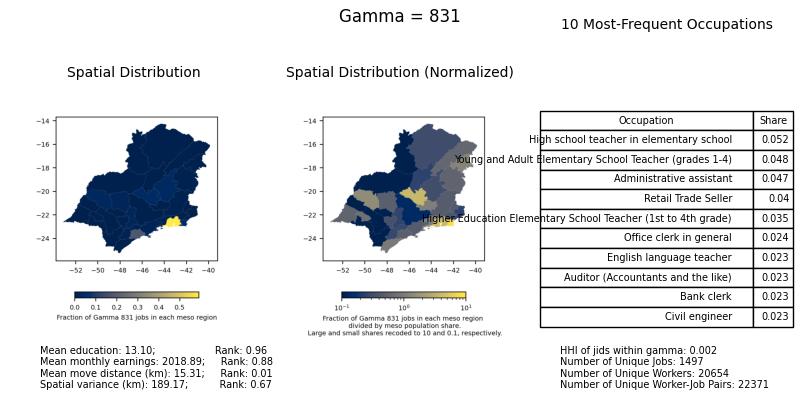 Gamma = 831
10 Most-Frequent Occupations
Spatial Distribution
Spatial Distribution (Normalized)
−14
−16
−18
−20
−22
−24
−52 −50 −48 −46 −44 −42 −40
0.0 0.1 0.2 0.3 0.4 0.5
Fraction of Gamma 831 jobs in each meso region
−14
−16
−18
−20
−22
−24
−52 −50 −48 −46 −44 −42 −40
10⁻¹ 10⁰ 10¹
Fraction of Gamma 831 jobs in each meso region
divided by meso population share.
Large and small shares recoded to 10 and 0.1, respectively.
Occupation Share
High school teacher in elementary school 0.052
Young and Adult Elementary School Teacher (grades 1-4) 0.048
Administrative assistant 0.047
Retail Trade Seller 0.04
Higher Education Elementary School Teacher (1st to 4th grade) 0.035
Office clerk in general 0.024
English language teacher 0.023
Auditor (Accountants and the like) 0.023
Bank clerk 0.023
Civil engineer 0.023
Mean education: 13.10; Rank: 0.96
Mean monthly earnings: 2018.89; Rank: 0.88
Mean move distance (km): 15.31; Rank: 0.01
Spatial variance (km): 189.17; Rank: 0.67
HHI of jids within gamma: 0.002
Number of Unique Jobs: 1497
Number of Unique Workers: 20654
Number of Unique Worker-Job Pairs: 22371